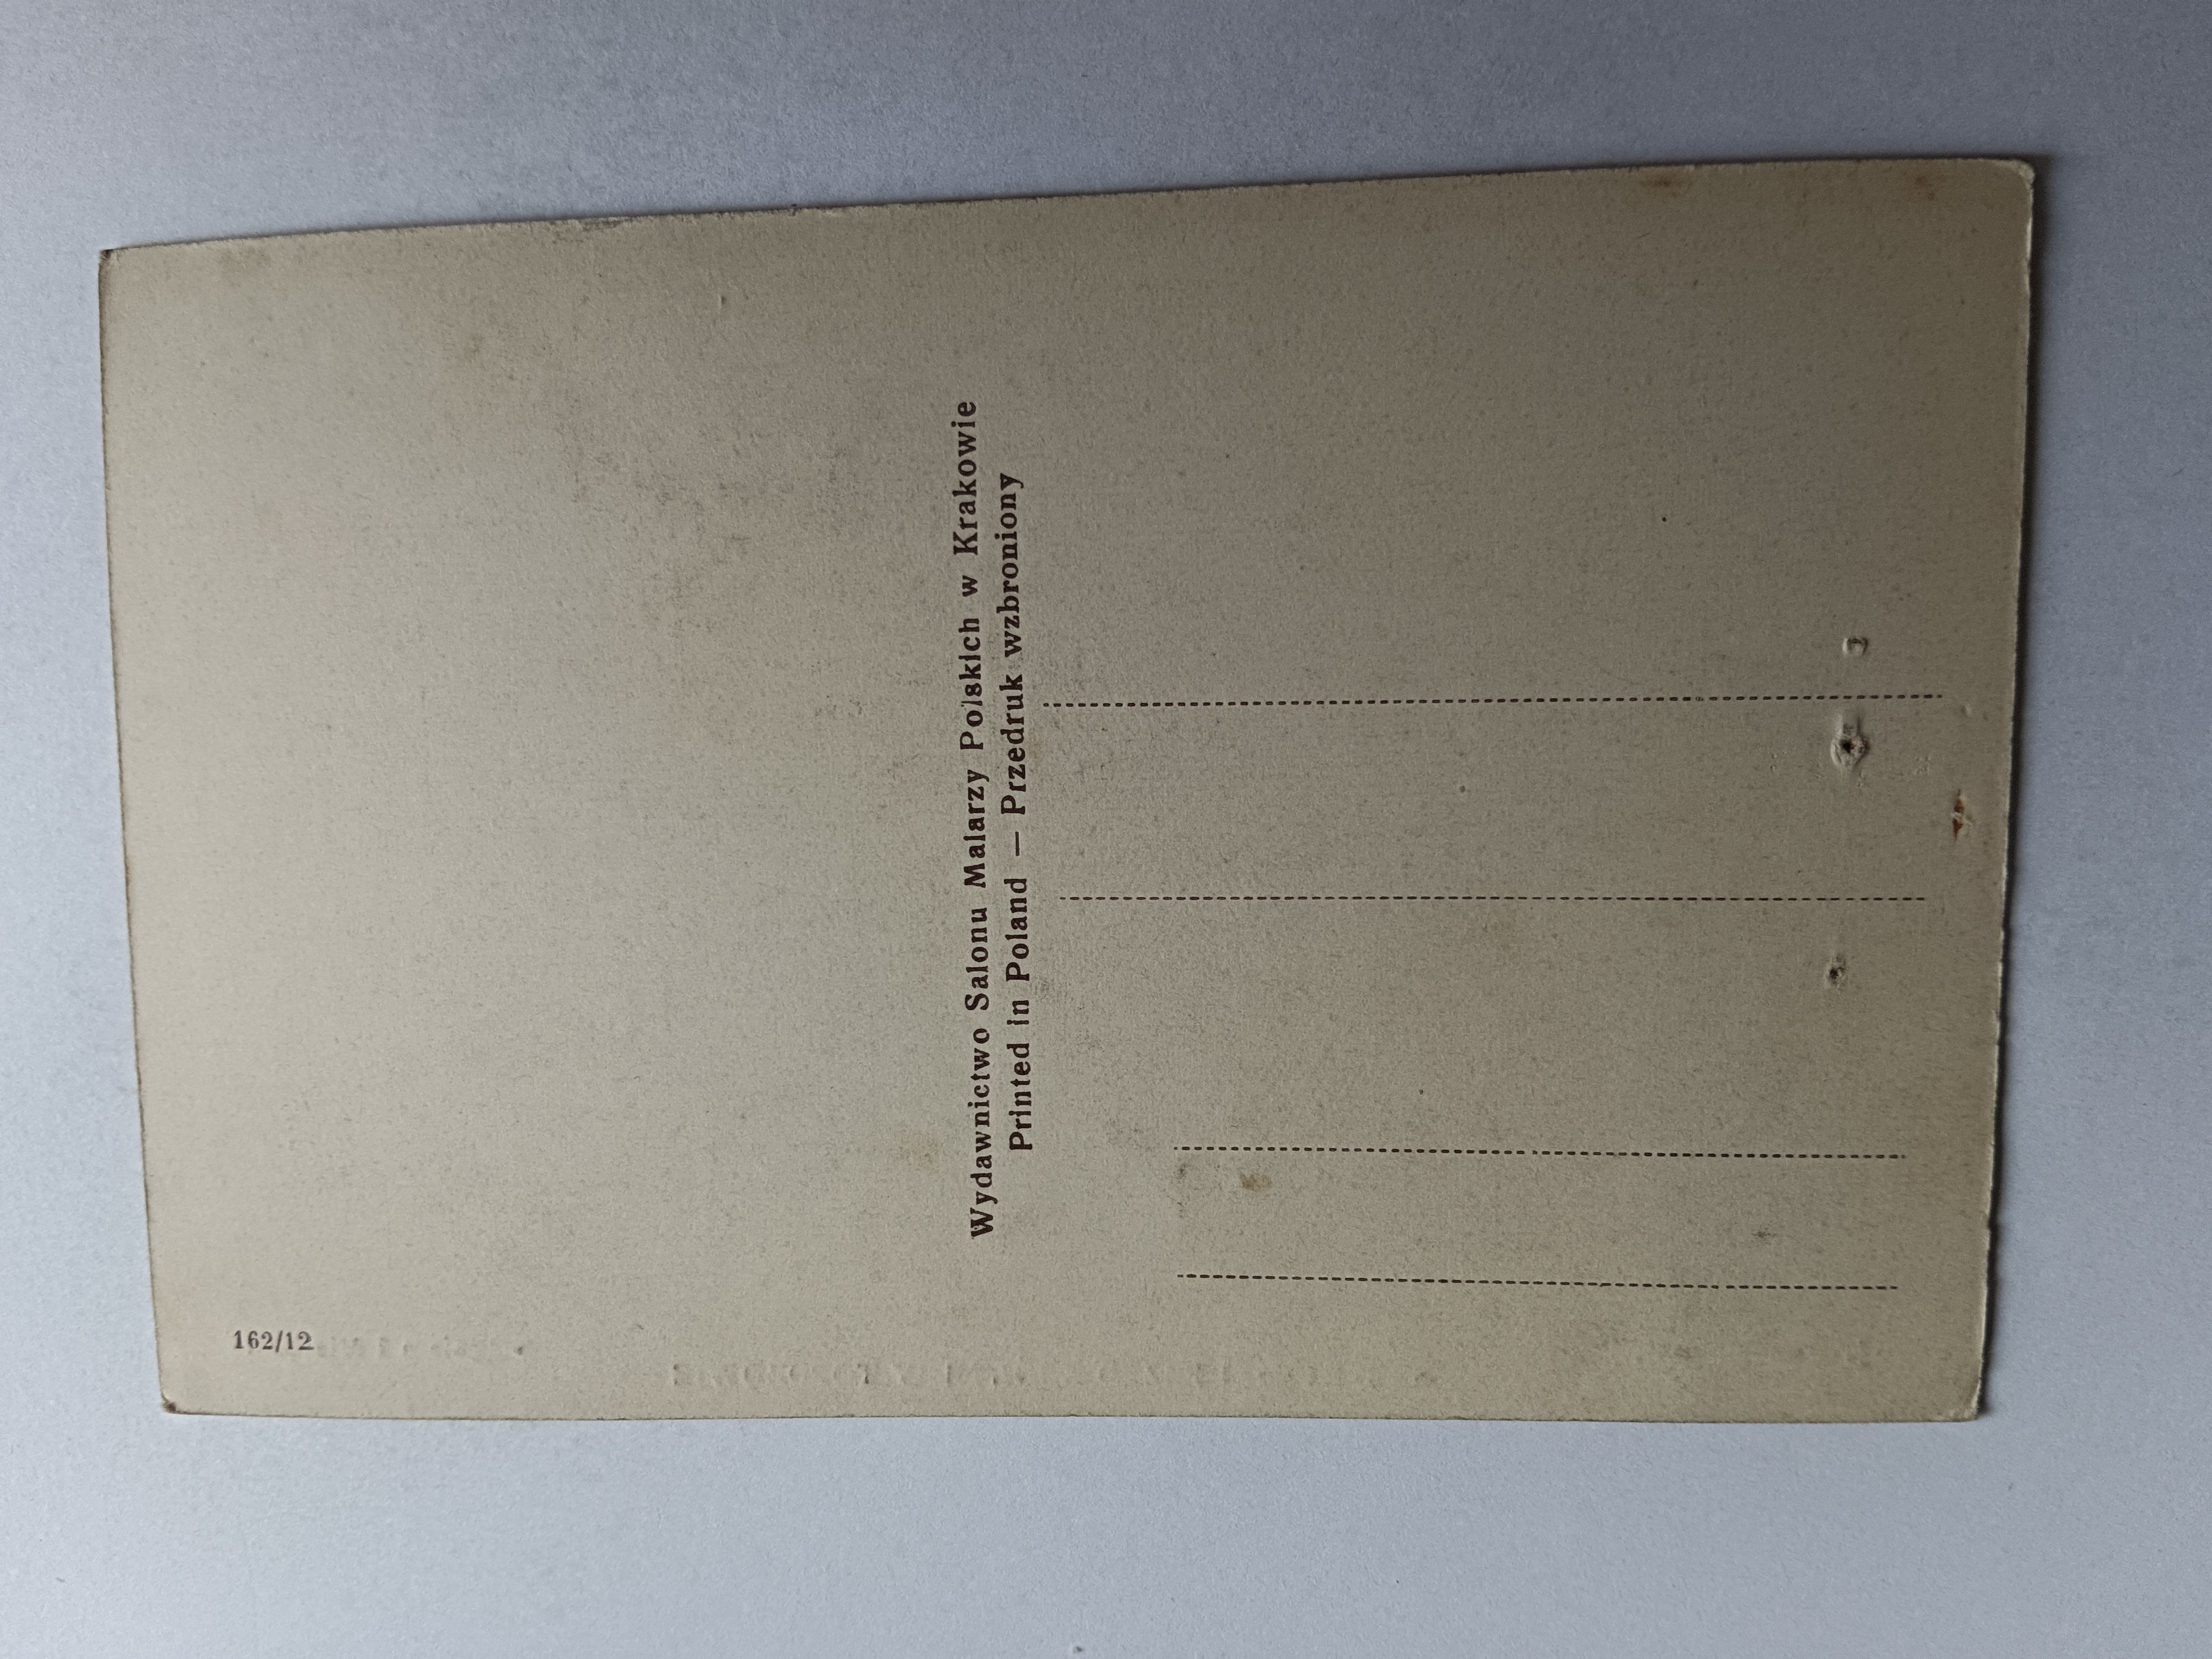 Wydawnictwo Salonu Malarzy Polskich w Krakowie
Printed in Poland — Przedruk wzbroniony
162/12